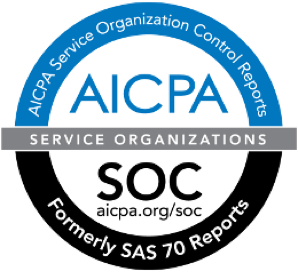 AICPA Service Organization Control Reports
AICPA
SERVICE ORGANIZATIONS
SOC
aicpa.org/soc
Formerly SAS 70 Reports